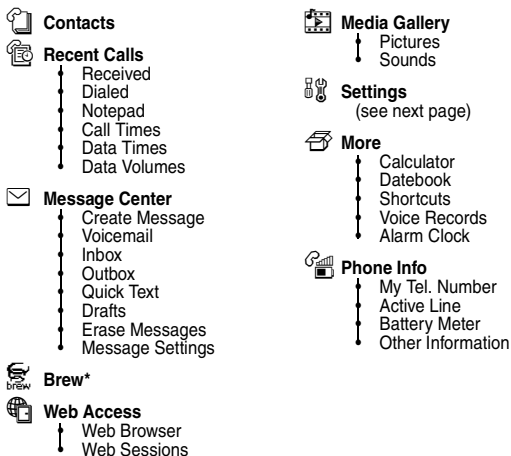 Contacts
Recent Calls
Received
Dialed
Notepad
Call Times
Data Times
Data Volumes
Message Center
Create Message
Voicemail
Inbox
Outbox
Quick Text
Drafts
Erase Messages
Message Settings
brew
Brew*
Web Access
Web Browser
Web Sessions
Media Gallery
Pictures
Sounds
Settings
(see next page)
More
Calculator
Datebook
Shortcuts
Voice Records
Alarm Clock
Phone Info
My Tel. Number
Active Line
Battery Meter
Other Information